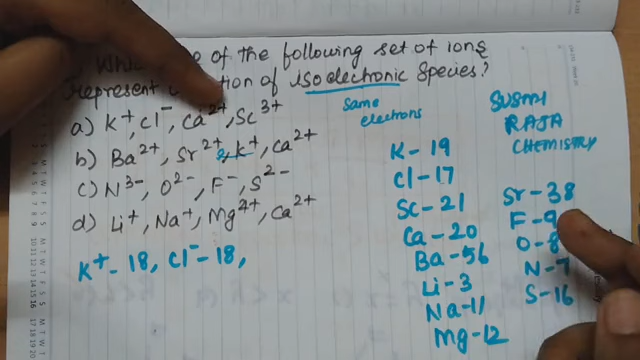 of the following set of ions
Represent tion of isoelectronic Species?
a) K+, Cl-, Ca2+, Sc3+
b) Ba2+, Sr2+, K+, Ca2+
c) N3-, O2-, F-, S2-
d) Li+, Na+, Mg2+, Ca2+
K+ - 18, Cl- - 18,
Same
electrons
K - 19
Cl - 17
Sc - 21
Ca - 20
Ba - 56
Li - 3
Na - 11
Mg - 12
SUSMI
RAJA
CHEMISTRY
Sr - 38
F - 9
O - 8
N - 7
S - 16